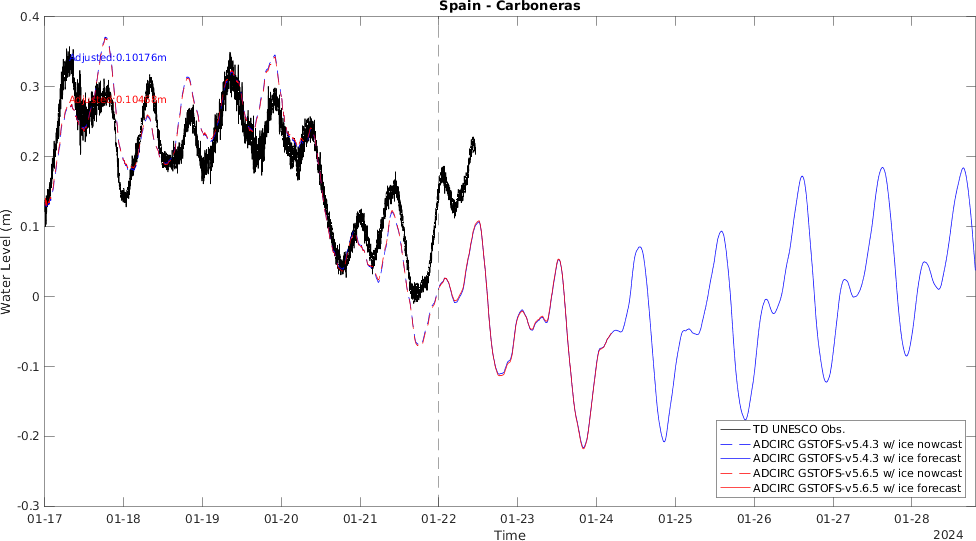 Spain - Carboneras
0.4
0.3
0.2
0.1
0
-0.1
-0.2
-0.3
Water Level (m)
Adjusted:0.10176m
TD UNESCO Obs.
ADCIRC GSTOFS-v5.4.3 w/ ice nowcast
ADCIRC GSTOFS-v5.4.3 w/ ice forecast
ADCIRC GSTOFS-v5.6.5 w/ ice nowcast
ADCIRC GSTOFS-v5.6.5 w/ ice forecast
01-17 01-18 01-19 01-20 01-21 01-22 01-23 01-24 01-25 01-26 01-27 01-28
Time
2024